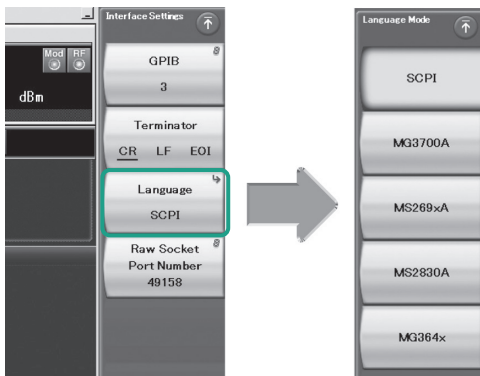 Interface Settings
Mod RF
dBm
GPIB
3
Terminator
CR LF EOI
Language
SCPI
Raw Socket
Port Number
49158
Language Mode
SCPI
MG3700A
MS269xA
MS2830A
MG364x